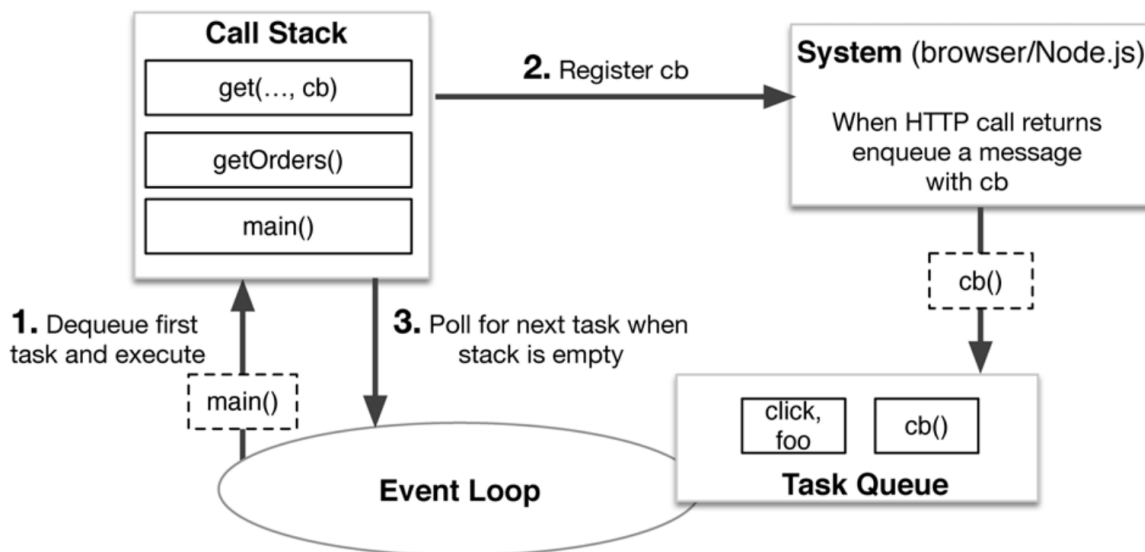 Call Stack
get(…, cb)
getOrders()
main()
2. Register cb
System (browser/Node.js)
When HTTP call returns
enqueue a message
with cb
cb()
1. Dequeue first
task and execute
main()
3. Poll for next task when
stack is empty
click,
foo
cb()
Task Queue
Event Loop